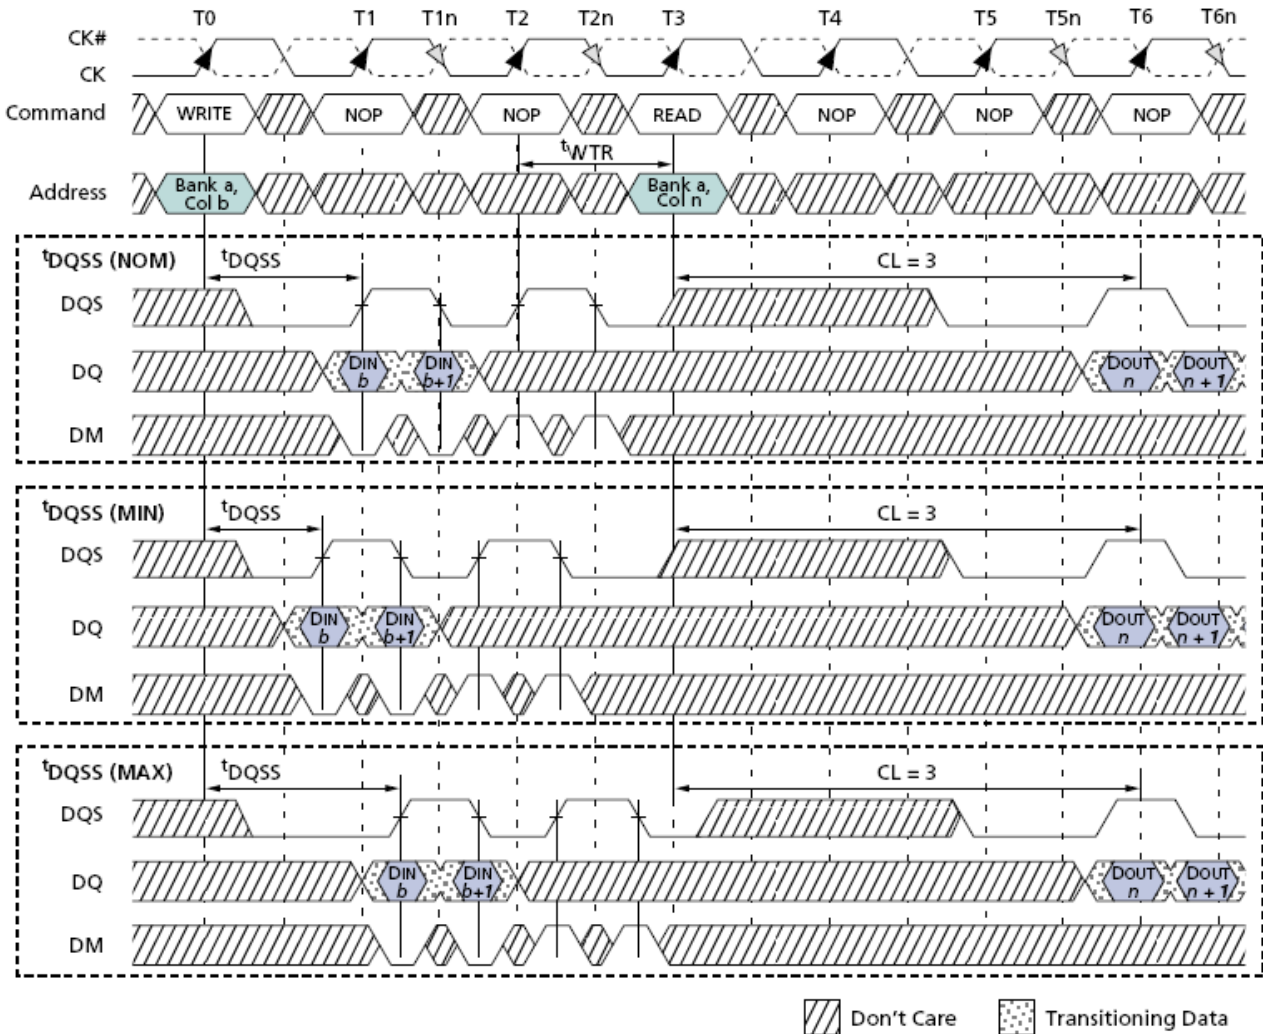 T0 T1 T1n T2 T2n T3 T4 T5 T5n T6 T6n
CK#
CK
Command WRITE NOP NOP READ NOP NOP NOP
tWTR
Address Bank a, Col b Bank a, Col n
tDQSS (NOM) tDQSS CL = 3
DQS
DQ DIN b DIN b+1 DOUT n DOUT n + 1
DM
tDQSS (MIN) tDQSS CL = 3
DQS
DQ DIN b DIN b+1 DOUT n DOUT n + 1
DM
tDQSS (MAX) tDQSS CL = 3
DQS
DQ DIN b DIN b+1 DOUT n DOUT n + 1
DM
Don't Care Transitioning Data